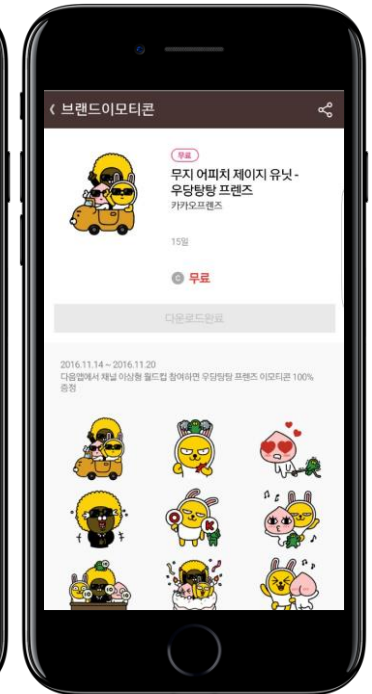 브랜드이모티콘
무료
무지 어피치 제이지 유닛 -
우당탕탕 프렌즈
카카오프렌즈
15일
C 무료
다운로드완료
2016.11.14 ~ 2016.11.20
다음앱에서 채널 이상형 월드컵 참여하면 우당탕탕 프렌즈 이모티콘 100%
증정
O K